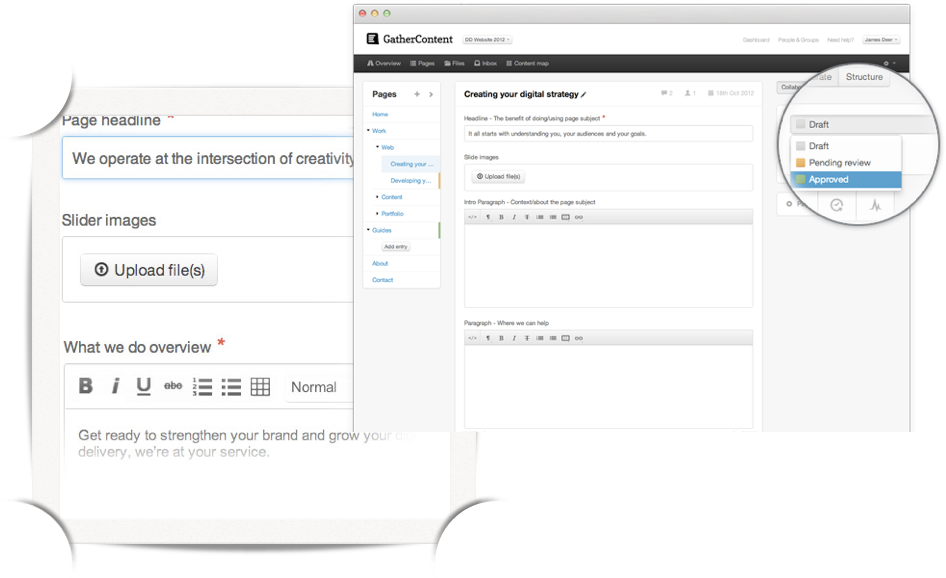 Page headline *
We operate at the intersection of creativity
Slider images
Upload file(s)
What we do overview *
B i U abc Normal
Get ready to strengthen your brand and grow your
delivery, we're at your service.
GatherContent DD Website 2012
Dashboard People & Groups Need help? James Deer
Overview Pages Files Inbox Content map
Pages
Home
Work
Web
Creating your ...
Developing y...
Content
Portfolio
Guides
Add entry
About
Contact
Creating your digital strategy
2 1 18th Oct 2012
Headline - The benefit of doing/using page subject *
It all starts with understanding you, your audiences and your goals.
Slide images
Upload file(s)
Intro Paragraph - Context/about the page subject
</> ¶ B I T
Paragraph - Where we can help
</> ¶ B I T
Structure
Draft
Draft
Pending review
Approved